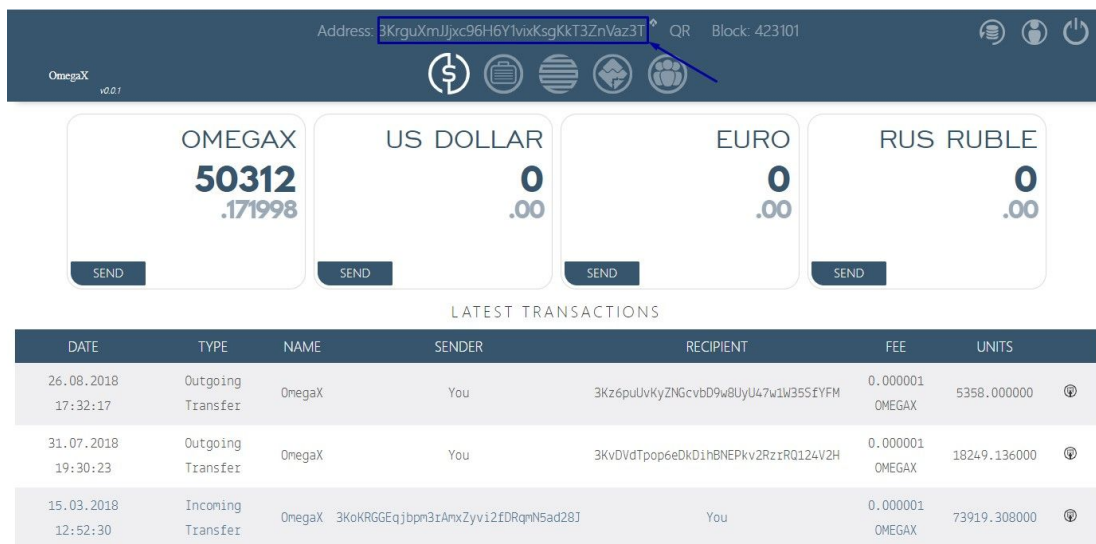 Address: 3KrguXmJJjxc96H6Y1vixKsgKkT3ZnVaz3T QR Block: 423101
OmegaX
v0.0.1
OMEGAX US DOLLAR EURO RUS RUBLE
50312 0 0 0
.171998 .00 .00 .00
SEND SEND SEND SEND
LATEST TRANSACTIONS
DATE TYPE NAME SENDER RECIPIENT FEE UNITS
26.08.2018 Outgoing 0.000001
OmegaX You 3Kz6puUvKyZNGcvbD9w8UyU47w1W35SfYFM 5358.000000
17:32:17 Transfer OMEGAX
31.07.2018 Outgoing 0.000001
OmegaX You 3KvDVdTpop6eDkDihBNEPkv2RzrRQ124V2H 18249.136000
19:30:23 Transfer OMEGAX
15.03.2018 Incoming 0.000001
OmegaX 3KoKRGGEqjbpm3rAmxZyvi2fDRqmN5ad28J You 73919.308000
12:52:30 Transfer OMEGAX